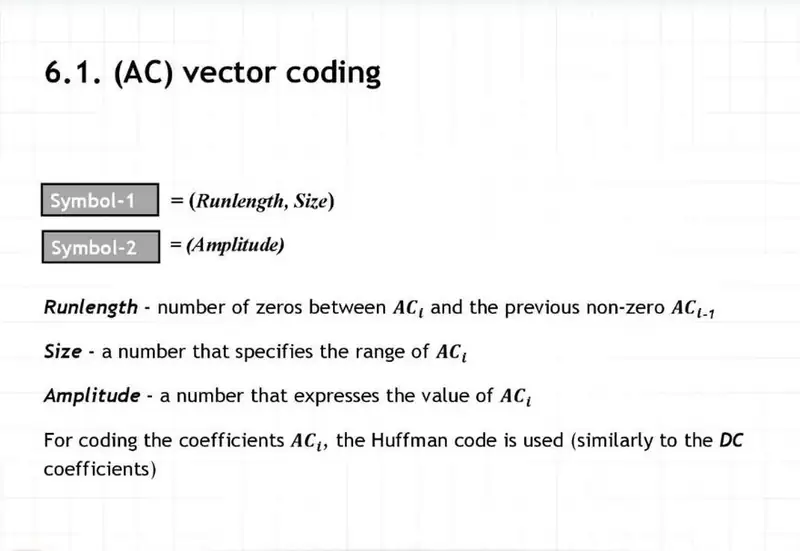 6.1. (AC) vector coding
Symbol-1 = (Runlength, Size)
Symbol-2 = (Amplitude)
Runlength - number of zeros between ACᵢ and the previous non-zero ACᵢ₋₁
Size - a number that specifies the range of ACᵢ
Amplitude - a number that expresses the value of ACᵢ
For coding the coefficients ACᵢ, the Huffman code is used (similarly to the DC
coefficients)